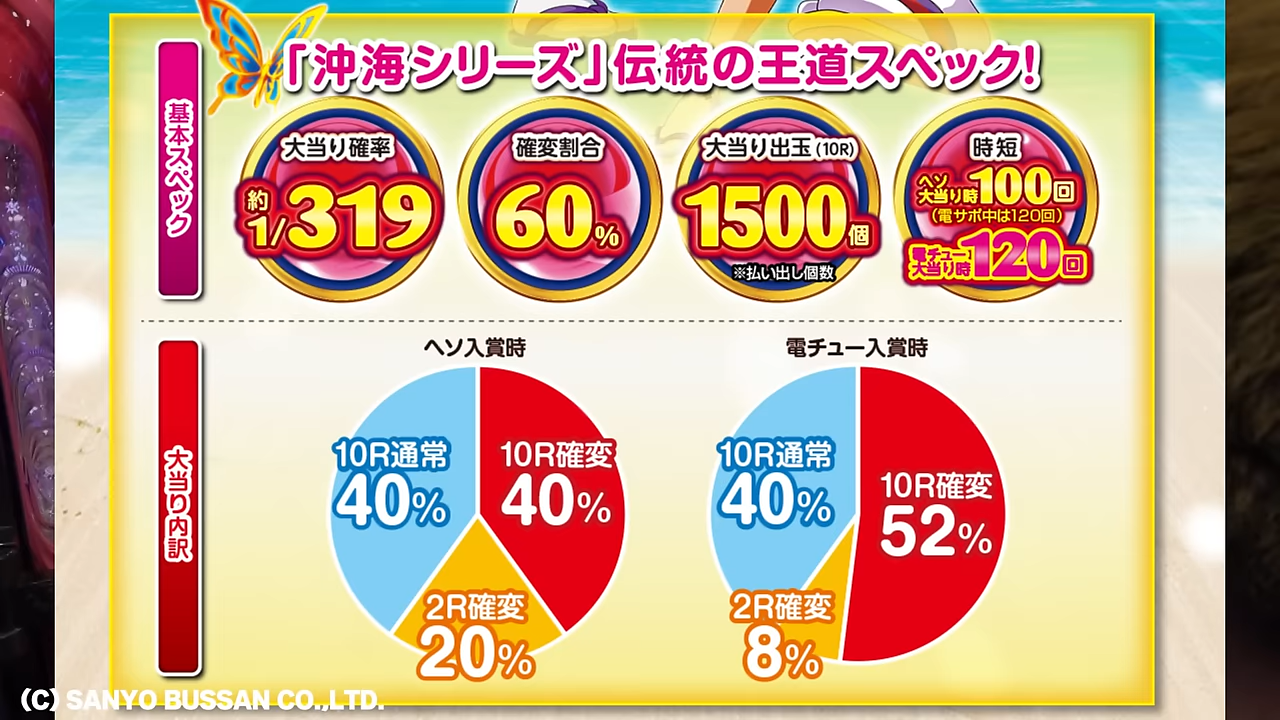 「沖海シリーズ」伝統の王道スペック!
基本スペック
大当り確率
約
1/319
確変割合
60%
大当り出玉(10R)
1500個
※払い出し個数
時短
ヘソ
大当り時100回
(電サポ中は120回)
電チュー
大当り時120回
大当り内訳
ヘソ入賞時
10R通常
40%
10R確変
40%
2R確変
20%
電チュー入賞時
10R通常
40%
10R確変
52%
2R確変
8%
(C) SANYO BUSSAN CO.,LTD.